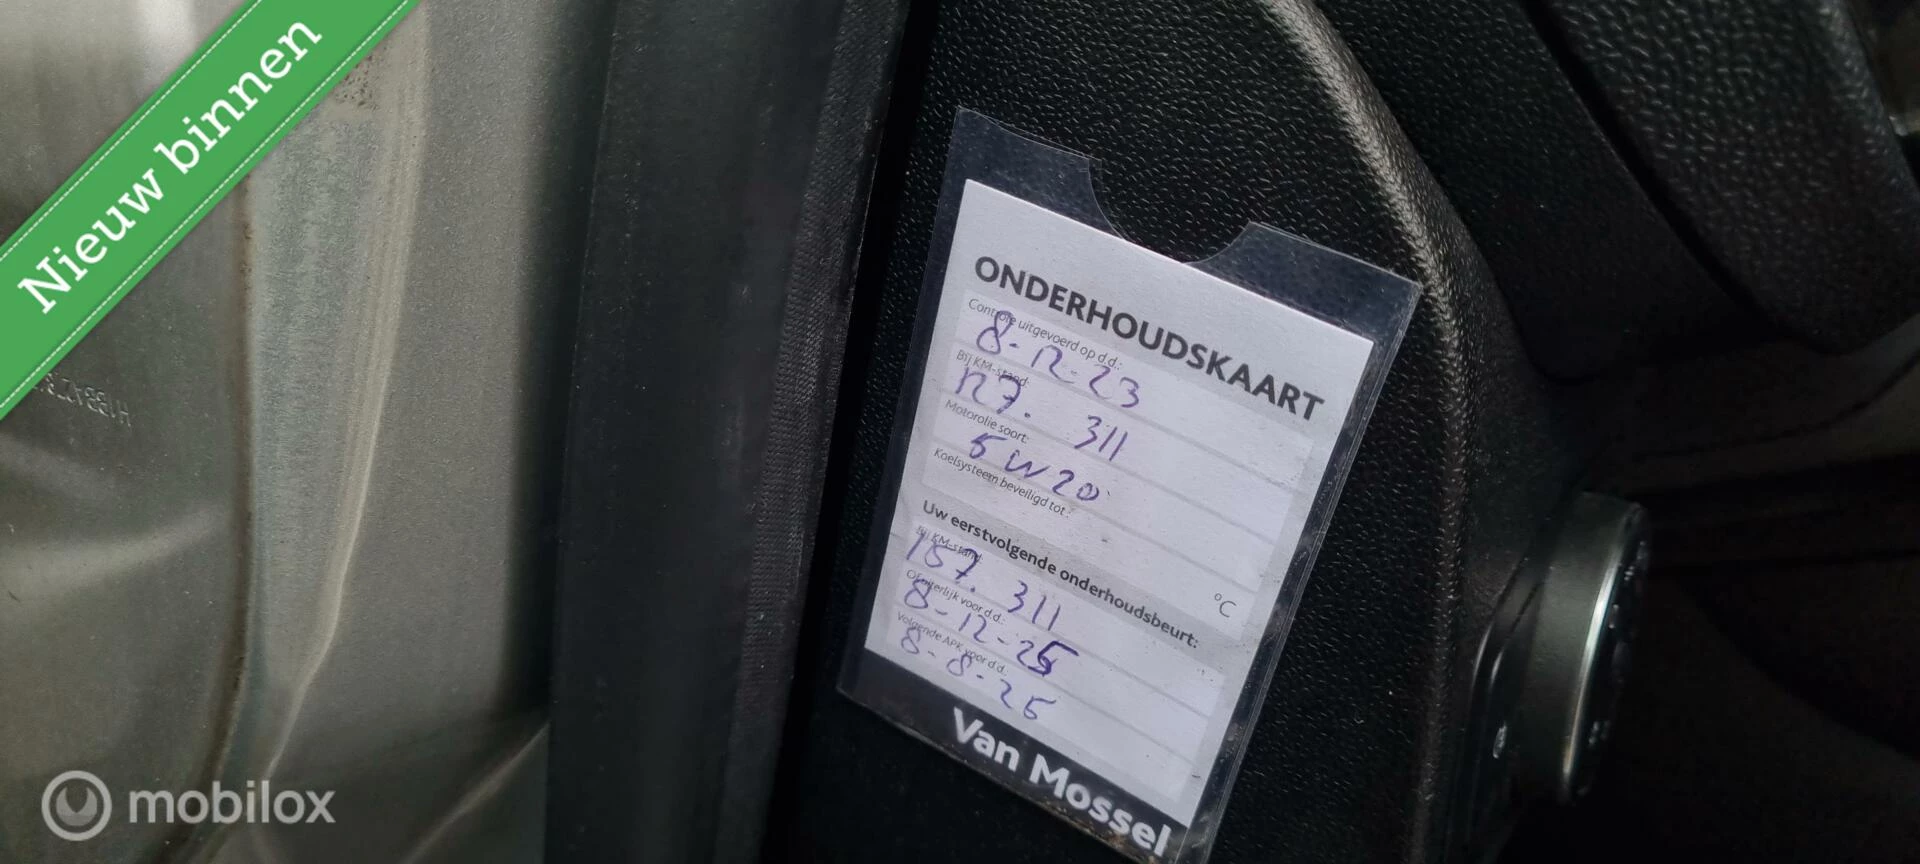 Nieuw binnen
ONDERHOUDSKAART
Controle uitgevoerd op d.d.:
8-12-23
Bij KM-stand:
127.311
Motorolie soort:
5W20
Koelsysteem beveiligd tot :
°C
Uw eerstvolgende onderhoudsbeurt:
Bij KM-stand:
157.311
Of uiterlijk voor d.d.:
8-12-25
Volgende APK voor d.d.:
8-8-25
Van Mossel
mobilox